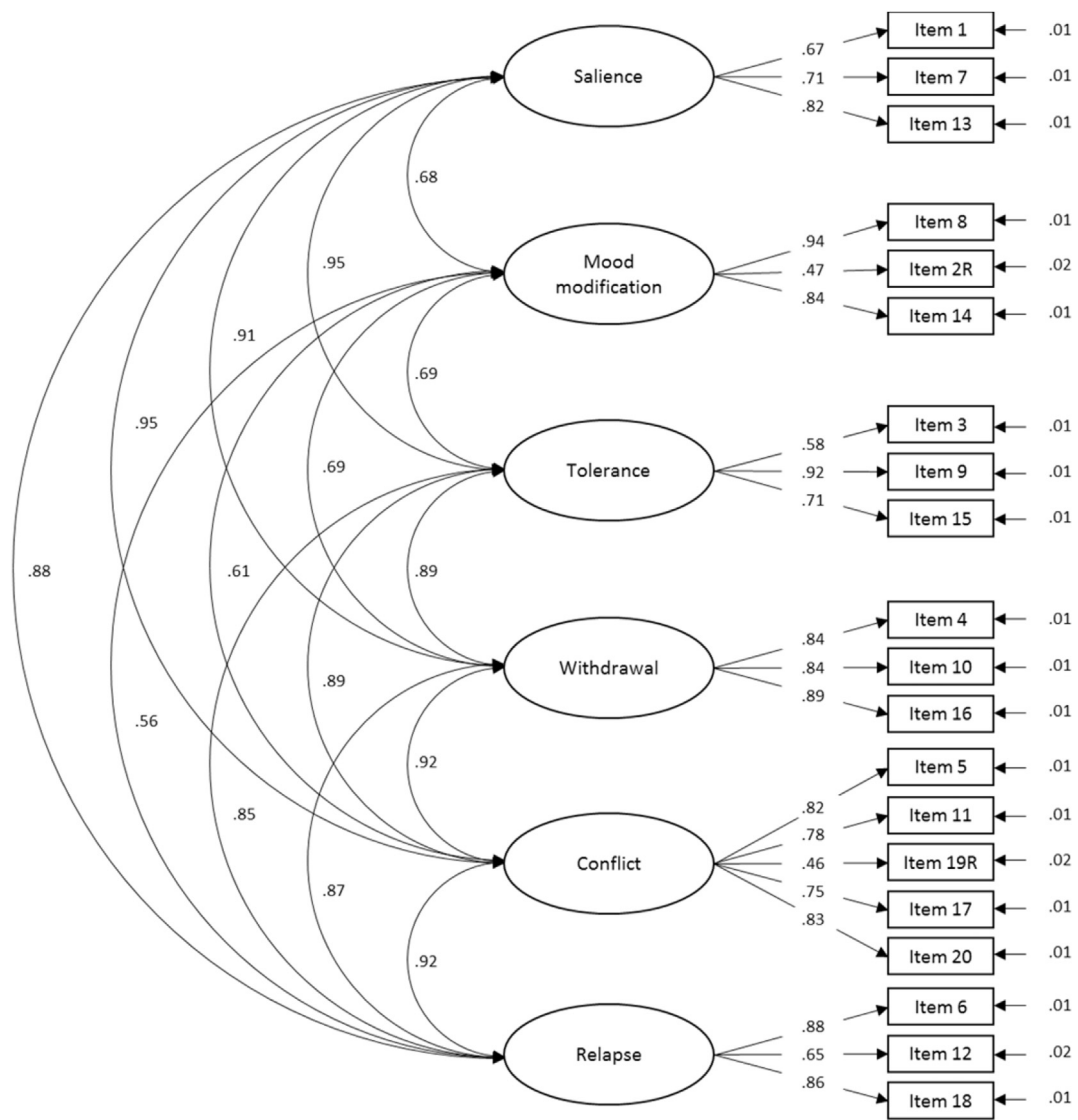 Item 1
.01
.67
Salience
.71
Item 7
.01
.82
Item 13
.01
.68
Item 8
.01
.94
Mood
modification
.47
Item 2R
.02
.84
Item 14
.01
.95
.91
.69
.95
Item 3
.01
.58
Tolerance
.92
Item 9
.01
.71
Item 15
.01
.69
.88
.61
.89
Item 4
.01
.84
Withdrawal
.84
Item 10
.01
.89
Item 16
.01
.89
.56
.92
Item 5
.01
.82
.78
Item 11
.01
Conflict
.46
Item 19R
.02
.75
Item 17
.01
.83
Item 20
.01
.85
.87
.92
Item 6
.01
.88
Relapse
.65
Item 12
.02
.86
Item 18
.01